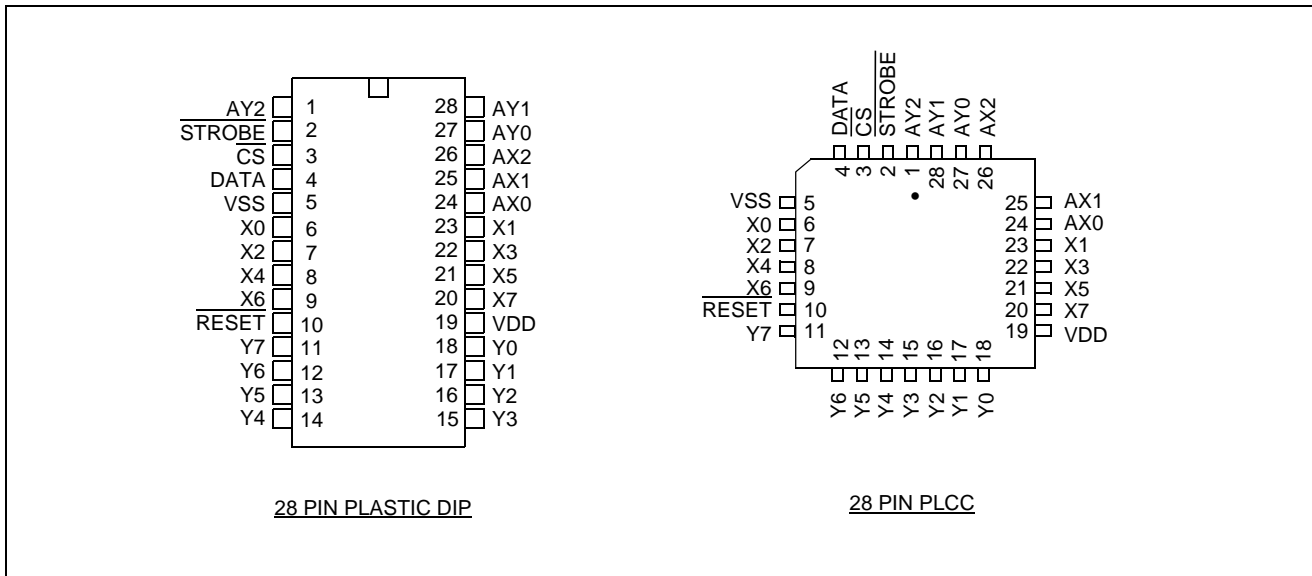 AY2 1 28 AY1
STROBE 2 27 AY0
CS 3 26 AX2
DATA 4 25 AX1
VSS 5 24 AX0
X0 6 23 X1
X2 7 22 X3
X4 8 21 X5
X6 9 20 X7
RESET 10 19 VDD
Y7 11 18 Y0
Y6 12 17 Y1
Y5 13 16 Y2
Y4 14 15 Y3
28 PIN PLASTIC DIP
DATA CS STROBE AY2 AY1 AY0 AX2
4 3 2 1 28 27 26
VSS 5 25 AX1
X0 6 24 AX0
X2 7 23 X1
X4 8 22 X3
X6 9 21 X5
RESET 10 20 X7
Y7 11 19 VDD
12 13 14 15 16 17 18
Y6 Y5 Y4 Y3 Y2 Y1 Y0
28 PIN PLCC